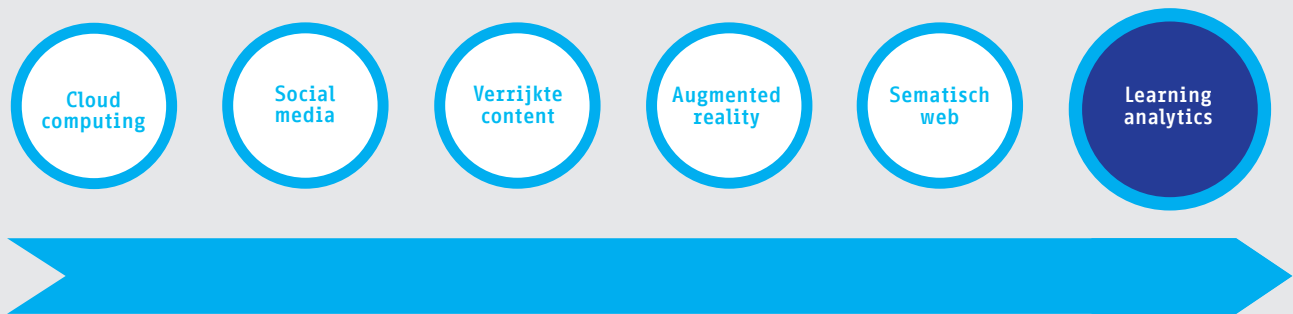 Cloud
computing
Social
media
Verrijkte
content
Augmented
reality
Sematisch
web
Learning
analytics